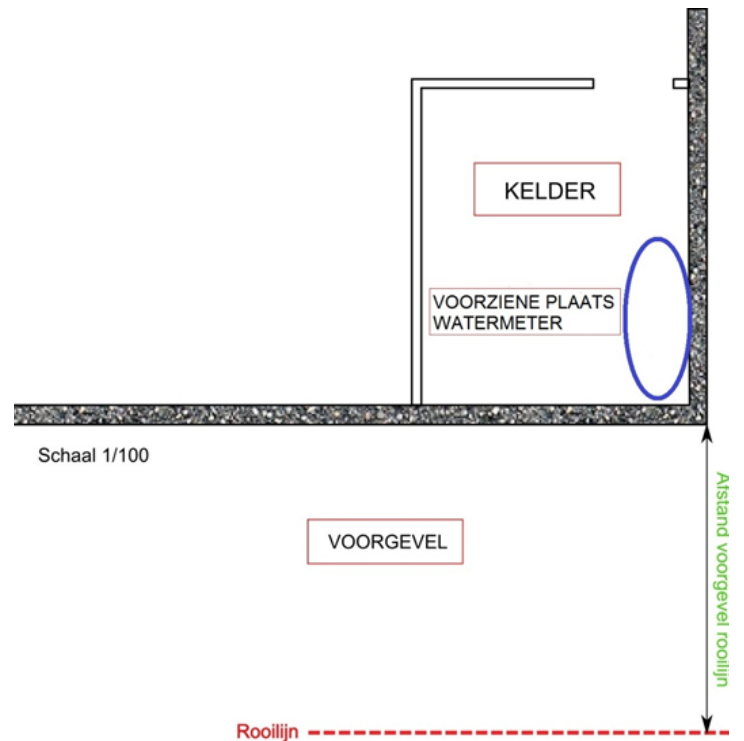 KELDER
VOORZIENE PLAATS
WATERMETER
Schaal 1/100
VOORGEVEL
Afstand voorgevel rooilijn
Rooilijn